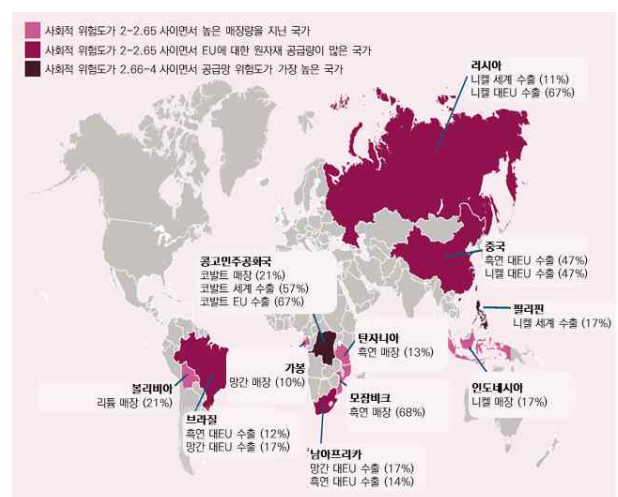 사회적 위험도가 2-2.65 사이면서 높은 매장량을 지닌 국가
사회적 위험도가 2-2.65 사이면서 EU에 대한 원자재 공급량이 많은 국가
사회적 위험도가 2.66-4 사이면서 공급망 위험도가 가장 높은 국가
러시아
니켈 세계 수출 (11%)
니켈 대EU 수출 (67%)
중국
흑연 대EU 수출 (47%)
니켈 대EU 수출 (47%)
콩고민주공화국
코발트 매장 (21%)
코발트 세계 수출 (57%)
코발트 EU 수출 (67%)
필리핀
니켈 세계 수출 (17%)
탄자니아
흑연 매장 (13%)
가봉
망간 매장 (10%)
볼리비아
리튬 매장 (21%)
모잠비크
흑연 매장 (68%)
인도네시아
니켈 매장 (17%)
브라질
흑연 대EU 수출 (12%)
망간 대EU 수출 (17%)
남아프리카
망간 대EU 수출 (17%)
흑연 대EU 수출 (14%)